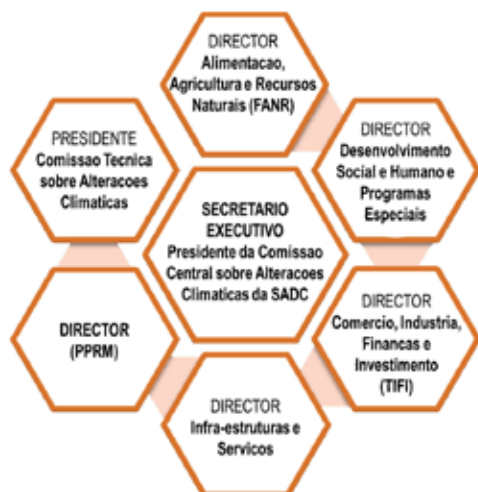 DIRECTOR
Alimentacao,
Agricultura e Recursos
Naturais (FANR)
PRESIDENTE
Comissao Tecnica
sobre Alteracoes
Climaticas
DIRECTOR
Desenvolvimento
Social e Humano e
Programas
Especiais
SECRETARIO
EXECUTIVO
Presidente da Comissao
Central sobre Alteracoes
Climaticas da SADC
DIRECTOR
(PPRM)
DIRECTOR
Comercio, Industria,
Financas e
Investimento
(TIFI)
DIRECTOR
Infra-estruturas e
Servicos